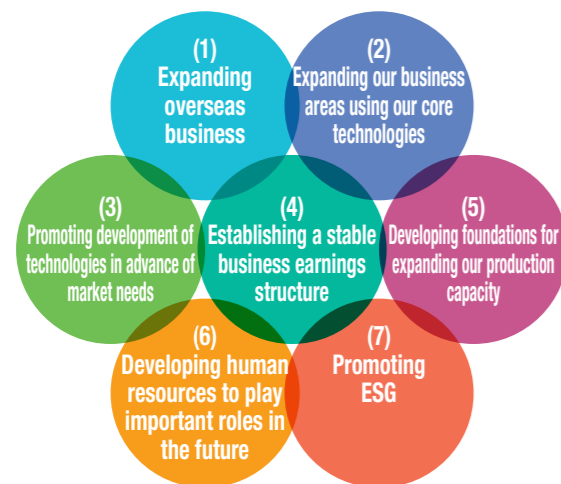 (1)
Expanding
overseas
business
(2)
Expanding our business
areas using our core
technologies
(3)
Promoting development of
technologies in advance of
market needs
(4)
Establishing a stable
business earnings
structure
(5)
Developing foundations for
expanding our production
capacity
(6)
Developing human
resources to play
important roles in
the future
(7)
Promoting
ESG